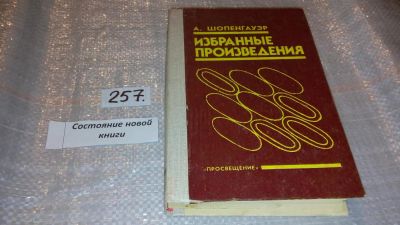 257.
Состояние новой
книги
А. ШОПЕНГАУЭР
ИЗБРАННЫЕ
ПРОИЗВЕДЕНИЯ
"ПРОСВЕЩЕНИЕ"